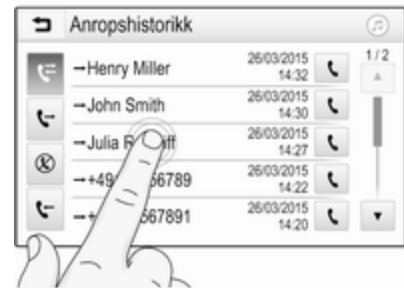 Anropshistorikk
1/2
→Henry Miller 26/03/2015 14:32
→John Smith 26/03/2015 14:30
→Julia 26/03/2015 14:27
26/03/2015 14:22
26/03/2015 14:20